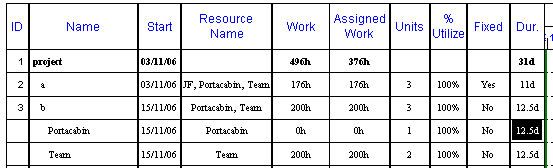 ID Name Start Resource Name Work Assigned Work Units % Utilize Fixed Dur.
1 project 03/11/06 496h 376h 31d
2 a 03/11/06 JF, Portacabin, Team 176h 176h 3 100% Yes 11d
3 b 15/11/06 Portacabin, Team 200h 200h 3 100% No 12.5d
Portacabin 15/11/06 Portacabin 0h 0h 1 100% No 12.5d
Team 15/11/06 Team 200h 200h 2 100% No 12.5d